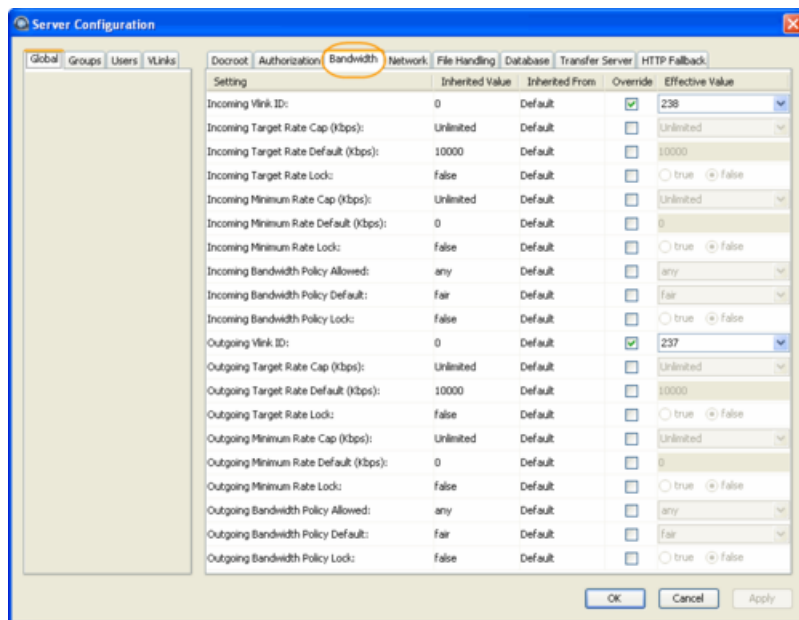 Server Configuration
Global Groups Users VLinks
Docroot Authorization Bandwidth Network File Handling Database Transfer Server HTTP Fallback
Setting Inherited Value Inherited From Override Effective Value
Incoming Vlink ID: 0 Default 238
Incoming Target Rate Cap (Kbps): Unlimited Default Unlimited
Incoming Target Rate Default (Kbps): 10000 Default 10000
Incoming Target Rate Lock: false Default true false
Incoming Minimum Rate Cap (Kbps): Unlimited Default Unlimited
Incoming Minimum Rate Default (Kbps): 0 Default 0
Incoming Minimum Rate Lock: false Default true false
Incoming Bandwidth Policy Allowed: any Default any
Incoming Bandwidth Policy Default: fair Default fair
Incoming Bandwidth Policy Lock: false Default true false
Outgoing Vlink ID: 0 Default 237
Outgoing Target Rate Cap (Kbps): Unlimited Default Unlimited
Outgoing Target Rate Default (Kbps): 10000 Default 10000
Outgoing Target Rate Lock: false Default true false
Outgoing Minimum Rate Cap (Kbps): Unlimited Default Unlimited
Outgoing Minimum Rate Default (Kbps): 0 Default 0
Outgoing Minimum Rate Lock: false Default true false
Outgoing Bandwidth Policy Allowed: any Default any
Outgoing Bandwidth Policy Default: fair Default fair
Outgoing Bandwidth Policy Lock: false Default true false
OK Cancel Apply